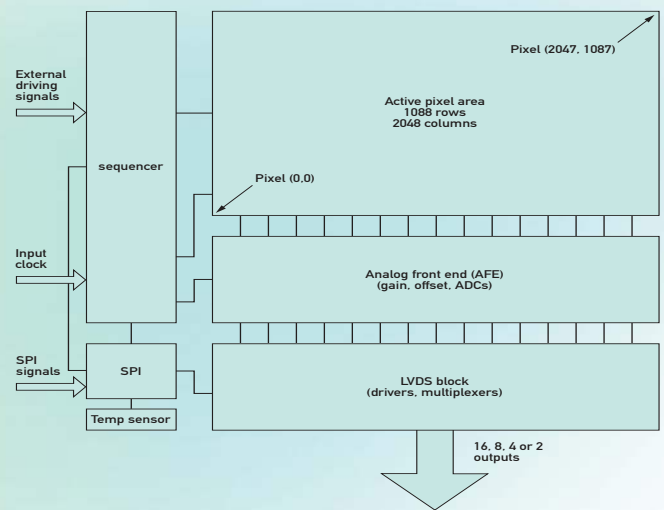 Pixel (2047, 1087)
External
driving
signals
Active pixel area
1088 rows
2048 columns
sequencer
Pixel (0,0)
Input
clock
Analog front end (AFE)
(gain, offset, ADCs)
SPI
signals
SPI
LVDS block
(drivers, multiplexers)
Temp sensor
16, 8, 4 or 2
outputs